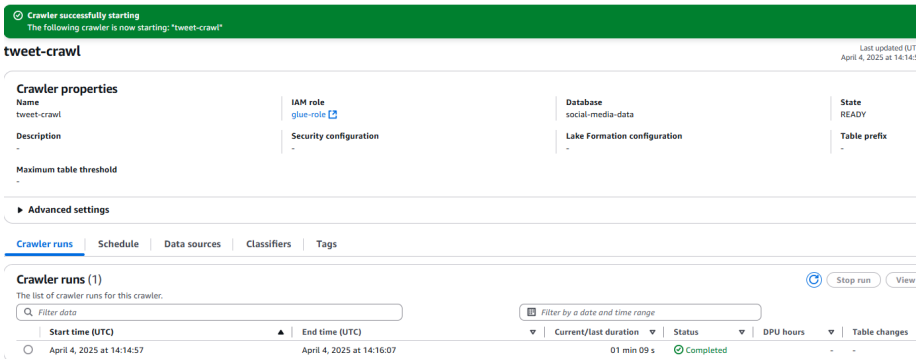 Crawler successfully starting
The following crawler is now starting: "tweet-crawl"
tweet-crawl
Last updated (UT
April 4, 2025 at 14:14:5
Crawler properties
Name
tweet-crawl
IAM role
glue-role
Database
social-media-data
State
READY
Description
-
Security configuration
-
Lake Formation configuration
-
Table prefix
-
Maximum table threshold
-
Advanced settings
Crawler runs Schedule Data sources Classifiers Tags
Crawler runs (1)
Stop run View
The list of crawler runs for this crawler.
Filter data Filter by a date and time range
Start time (UTC) End time (UTC) Current/last duration Status DPU hours Table changes
April 4, 2025 at 14:14:57 April 4, 2025 at 14:16:07 01 min 09 s Completed - -